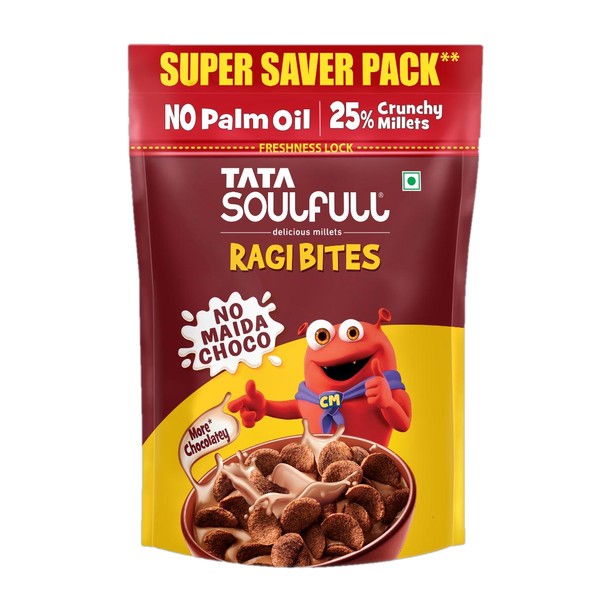 SUPER SAVER PACK**
NO Palm Oil | 25% Crunchy Millets
FRESHNESS LOCK
TATA
SOULFULL®
delicious millets
RAGI BITES
NO
MAIDA
CHOCO
CM
More*
Chocolatey